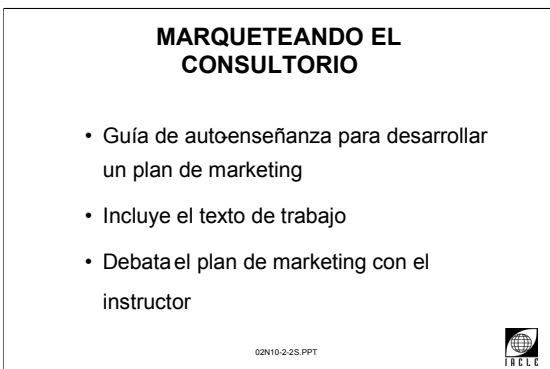 MARQUETEANDO EL
CONSULTORIO
• Guía de auto-enseñanza para desarrollar
un plan de marketing
• Incluye el texto de trabajo
• Debata el plan de marketing con el
instructor
02N10-2-2S.PPT
IACLE